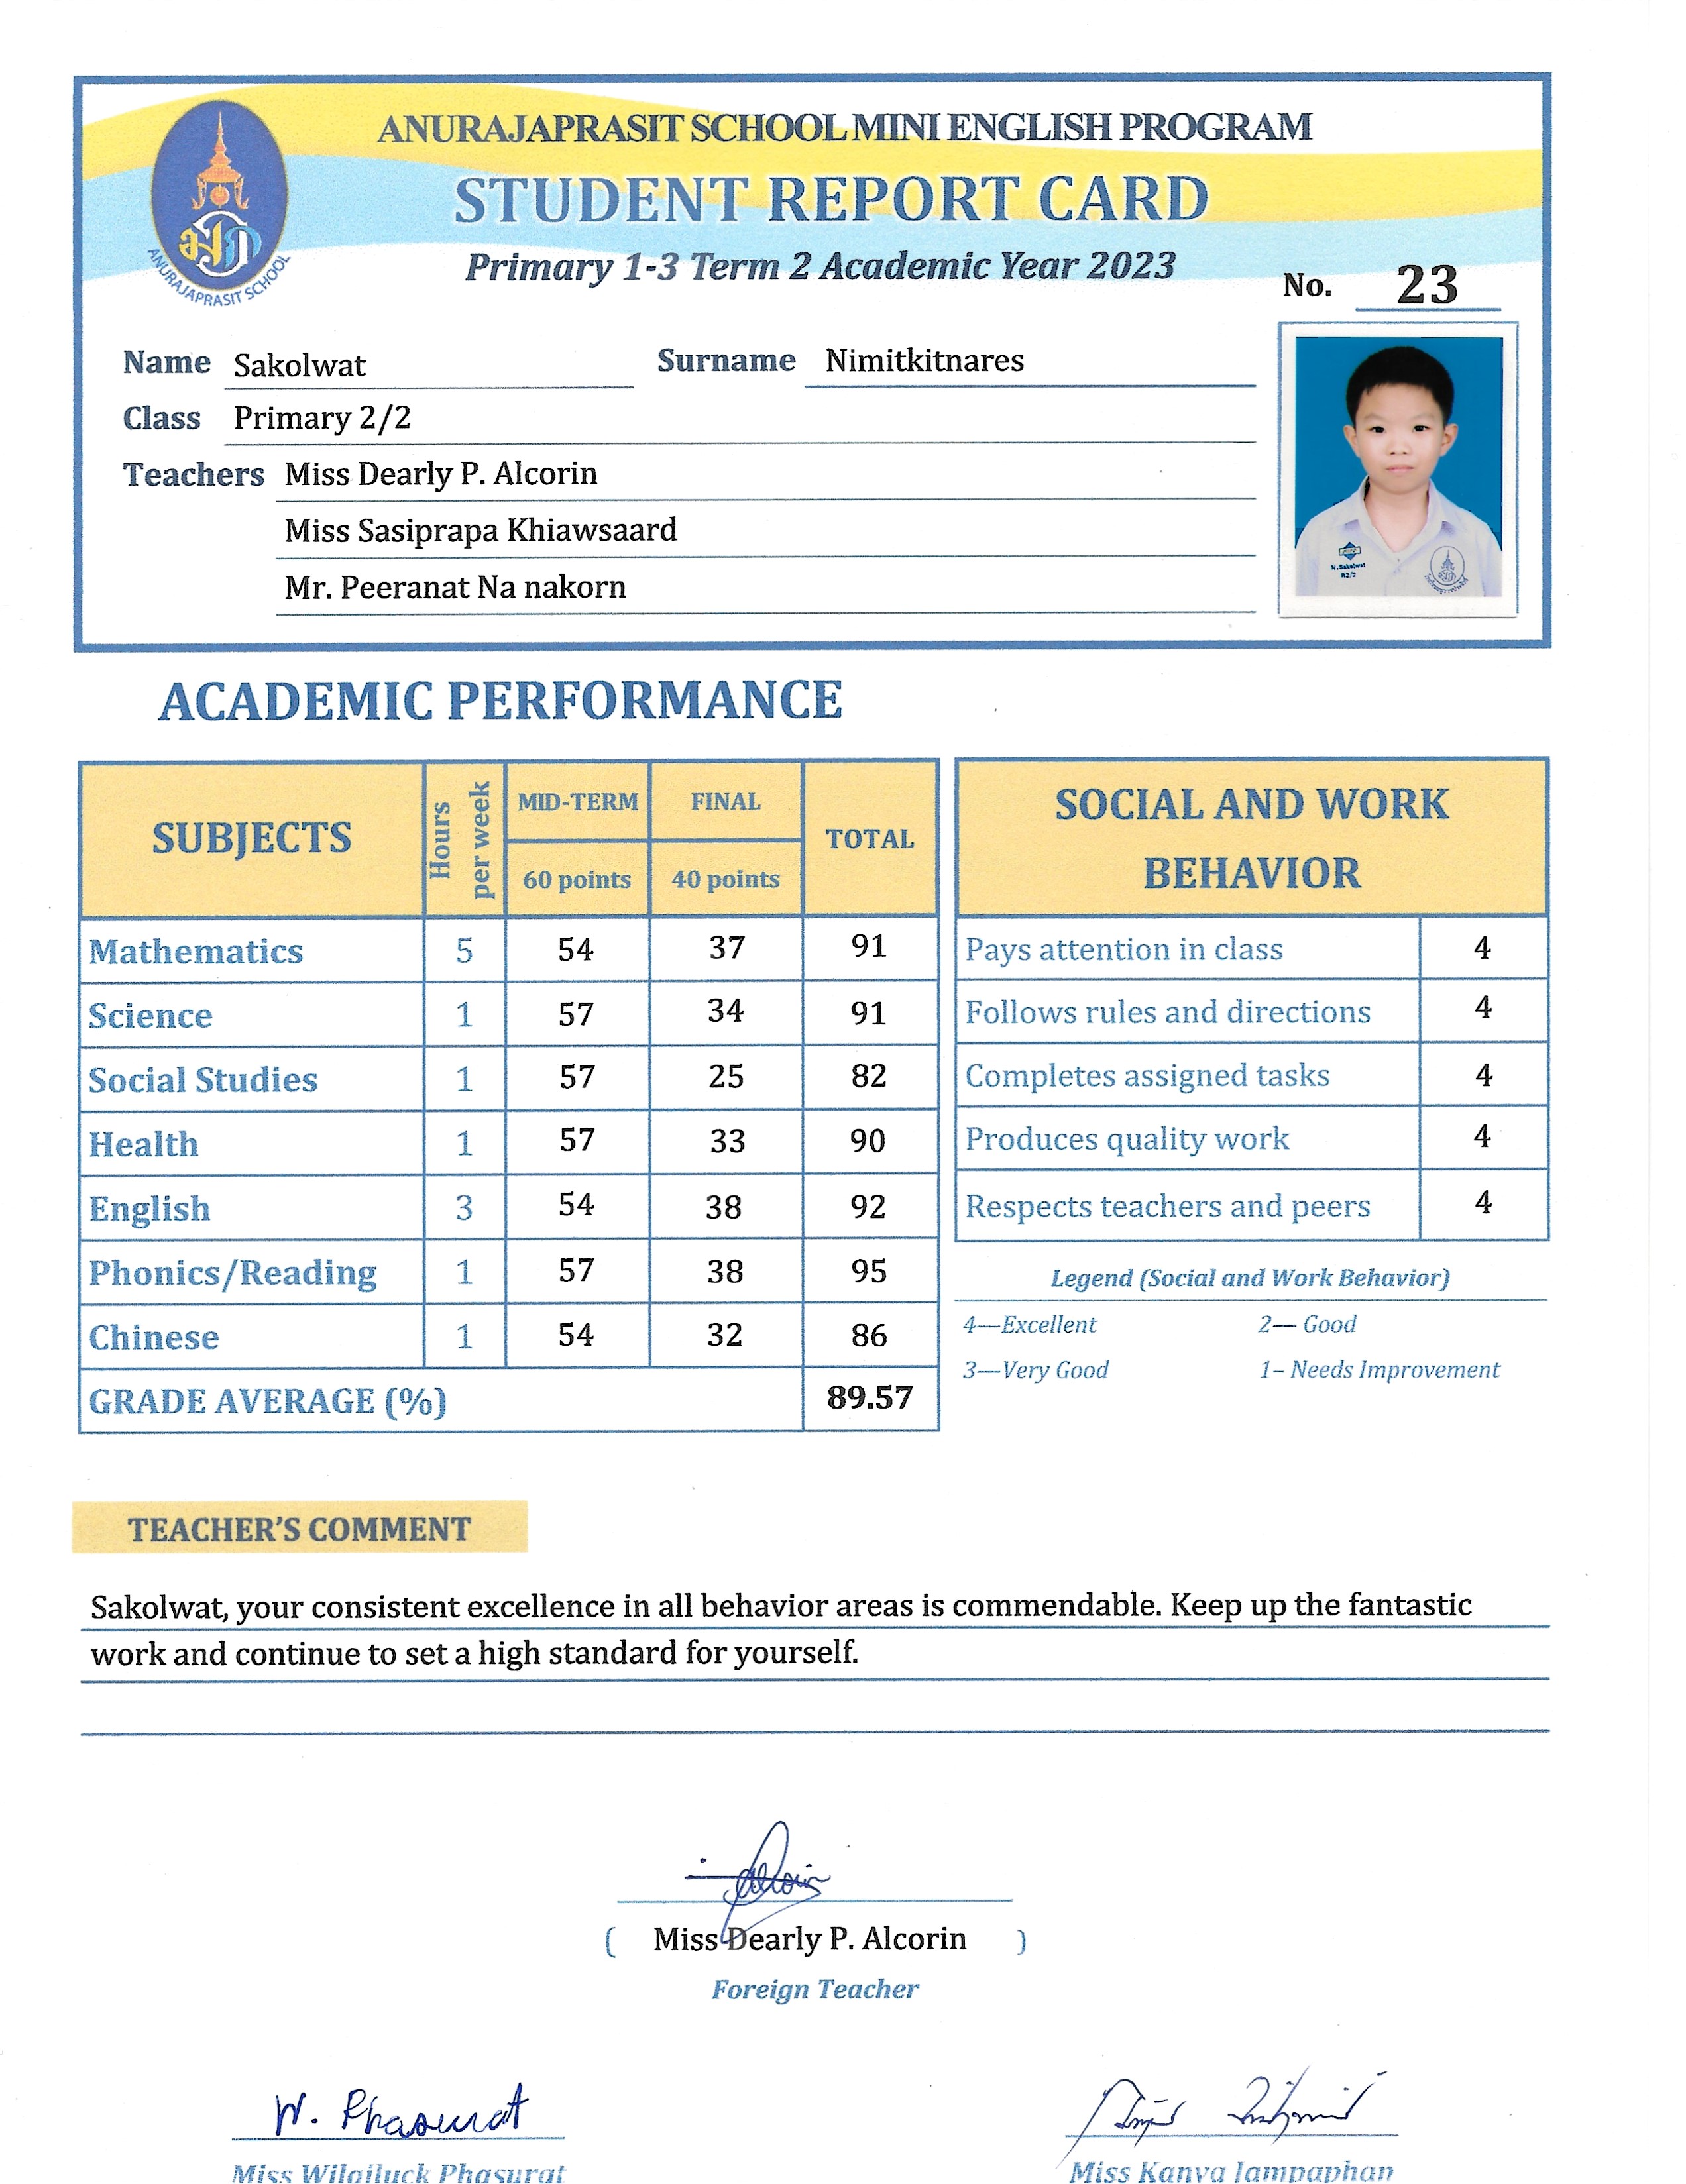 ANURAJAPRASIT SCHOOL MINI ENGLISH PROGRAM
STUDENT REPORT CARD
Primary 1-3 Term 2 Academic Year 2023
ANURAJAPRASIT SCHOOL
No. 23
Name Sakolwat Surname Nimitkitnares
Class Primary 2/2
Teachers Miss Dearly P. Alcorin
Miss Sasiprapa Khiawsaard
Mr. Peeranat Na nakorn
N.Sakolwat
ACADEMIC PERFORMANCE
SUBJECTS Hours per week MID-TERM 60 points FINAL 40 points TOTAL
Mathematics 5 54 37 91
Science 1 57 34 91
Social Studies 1 57 25 82
Health 1 57 33 90
English 3 54 38 92
Phonics/Reading 1 57 38 95
Chinese 1 54 32 86
GRADE AVERAGE (%) 89.57
SOCIAL AND WORK
BEHAVIOR
Pays attention in class 4
Follows rules and directions 4
Completes assigned tasks 4
Produces quality work 4
Respects teachers and peers 4
Legend (Social and Work Behavior)
4—Excellent 2— Good
3—Very Good 1– Needs Improvement
TEACHER'S COMMENT
Sakolwat, your consistent excellence in all behavior areas is commendable. Keep up the fantastic
work and continue to set a high standard for yourself.
( Miss Dearly P. Alcorin )
Foreign Teacher
W. Phasurat
Miss Wilailuck Phasurat Miss Kanya Jampaphan